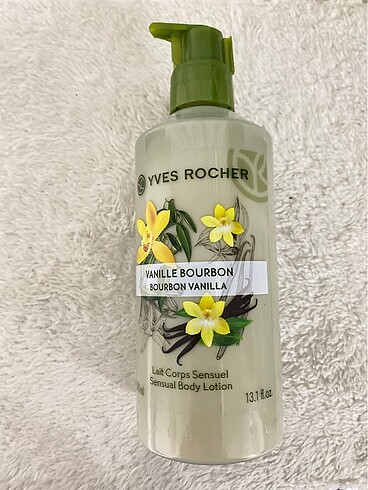 YVES ROCHER
VANILLE BOURBON
BOURBON VANILLA
Lait Corps Sensuel
Sensual Body Lotion
13.1 fl.oz.